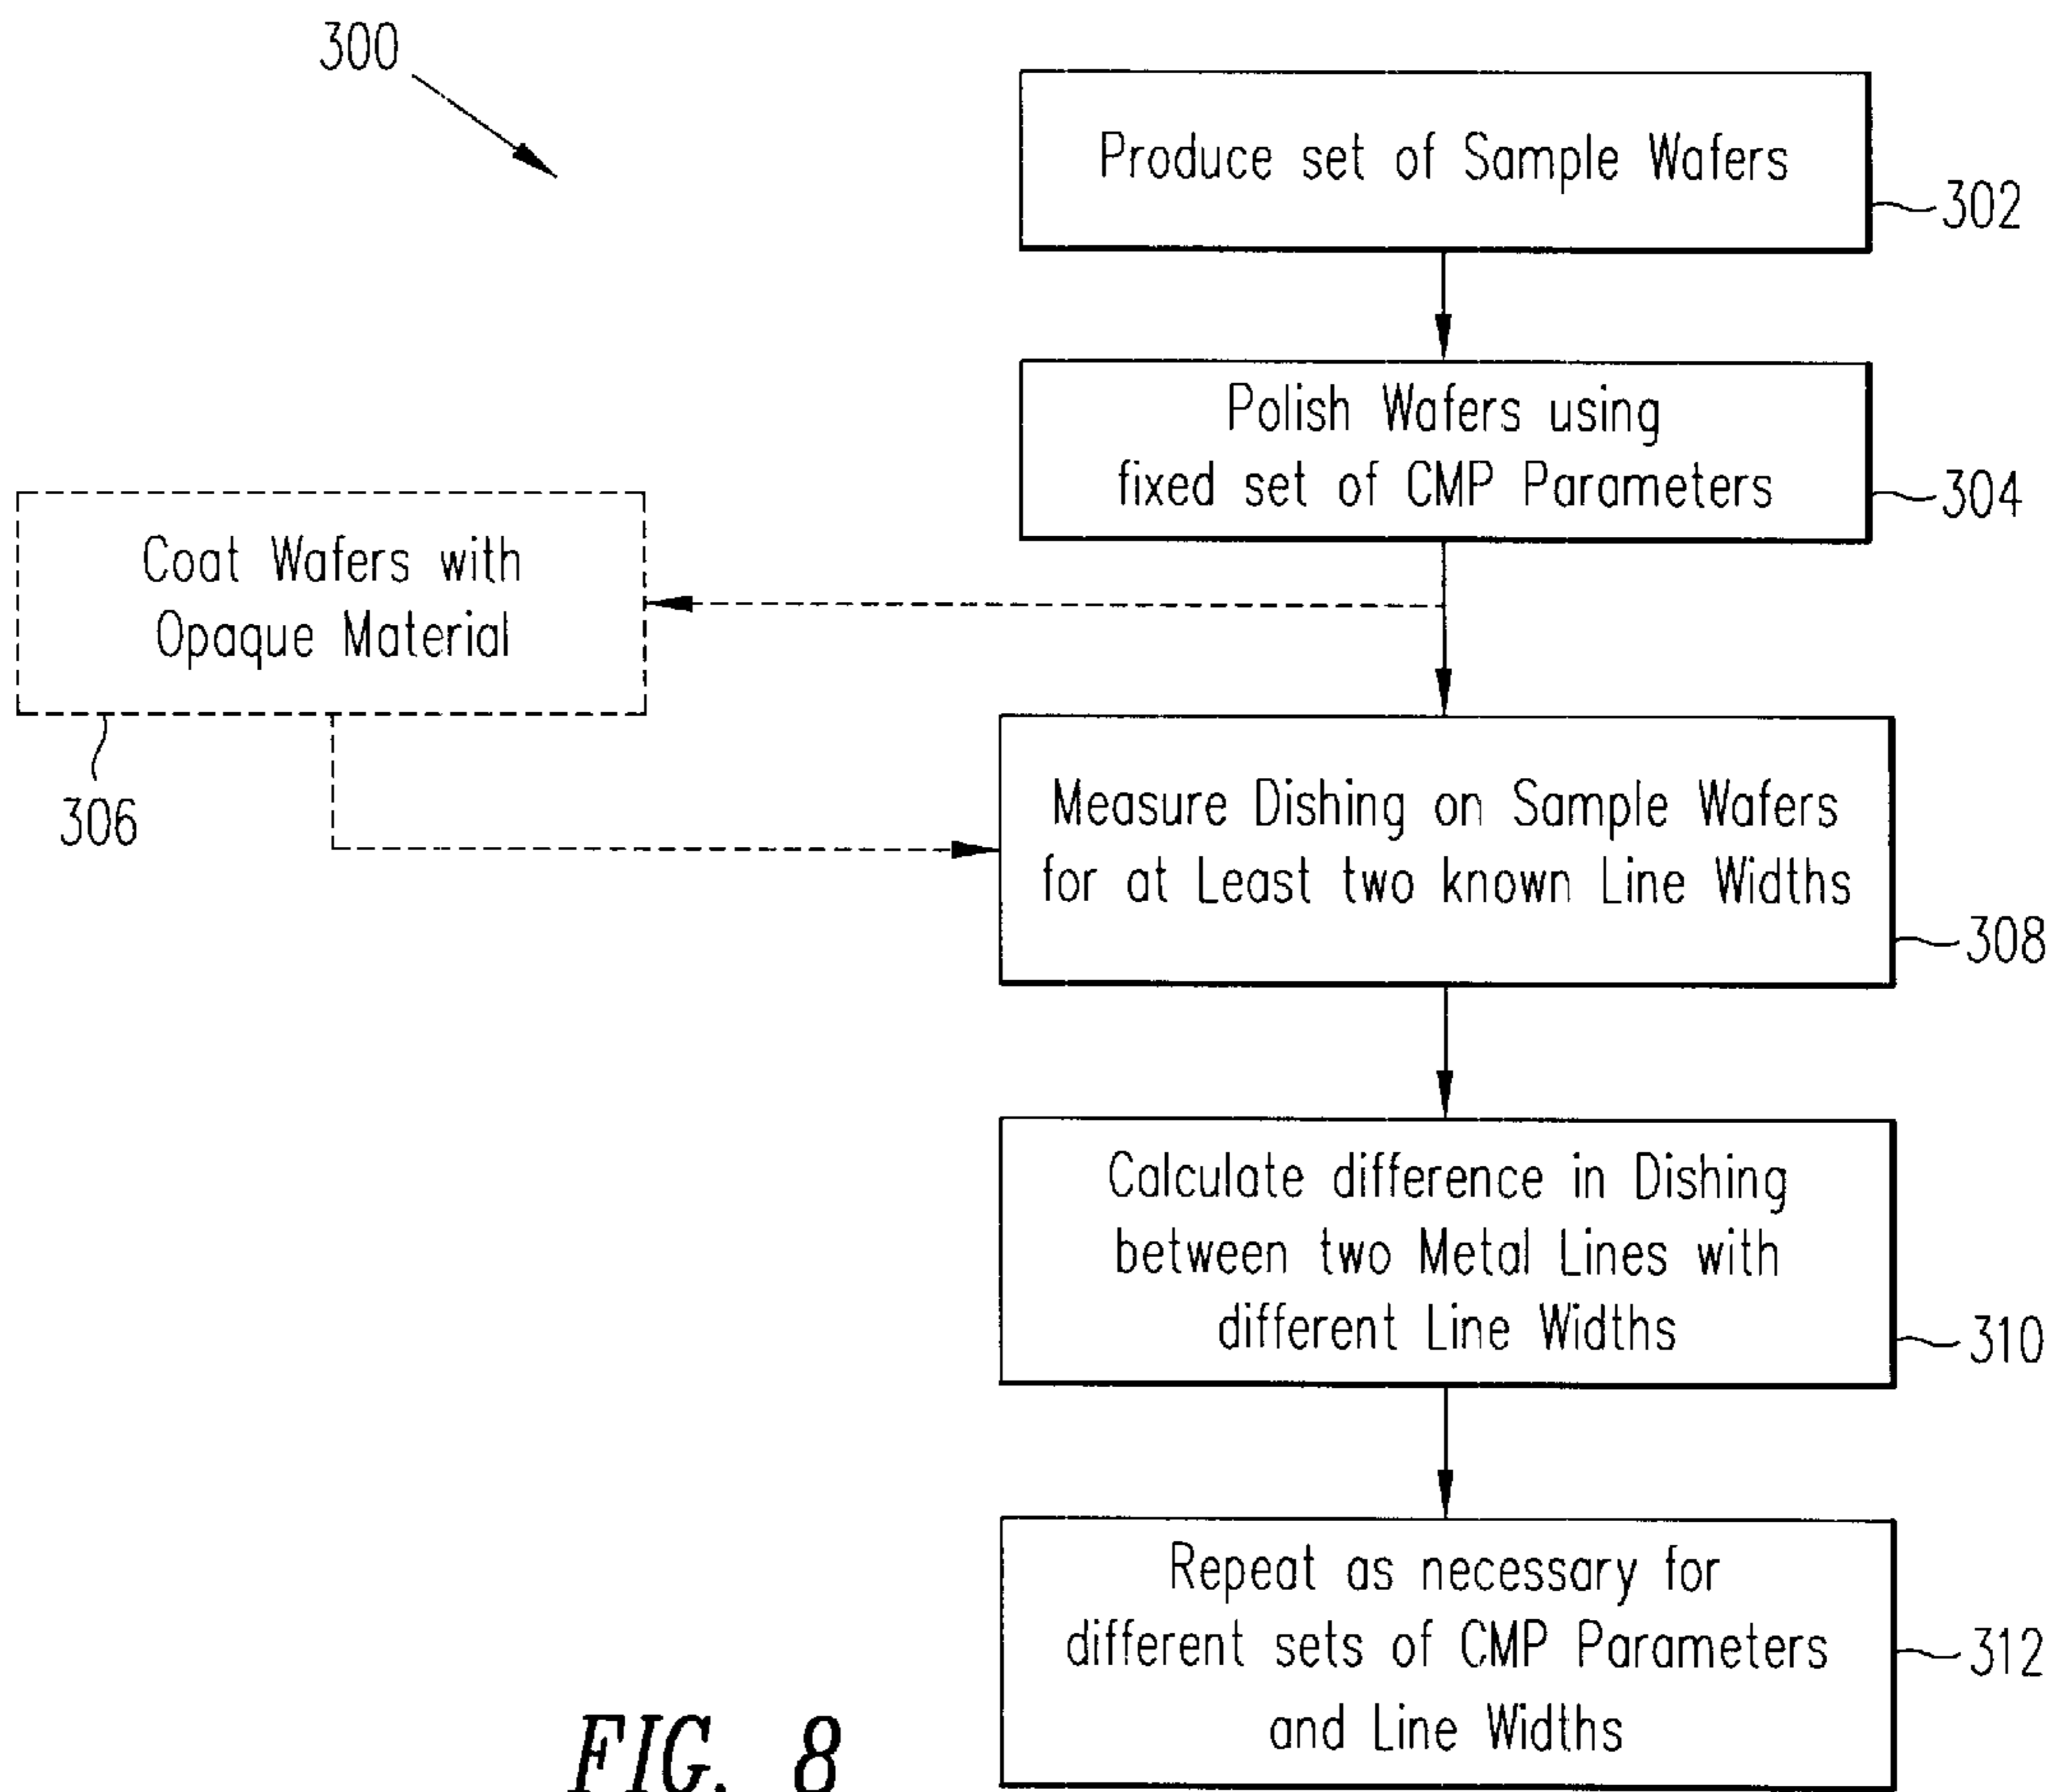 300
Produce set of Sample Wafers
302
Polish Wafers using
fixed set of CMP Parameters
304
Coat Wafers with
Opaque Material
306
Measure Dishing on Sample Wafers
for at Least two known Line Widths
308
Calculate difference in Dishing
between two Metal Lines with
different Line Widths
310
Repeat as necessary for
different sets of CMP Parameters
and Line Widths
312
FIG. 8